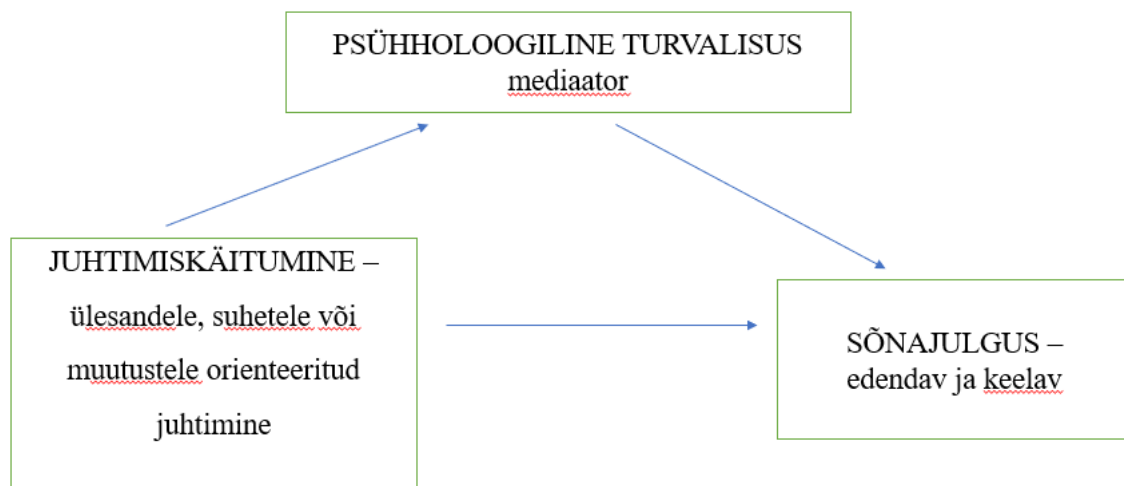 PSÜHHOLOOGILINE TURVALISUS
mediaator
JUHTIMISKÄITUMINE –
ülesandele, suhetele või
muutustele orienteeritud
juhtimine
SÕNAJULGUS –
edendav ja keelav